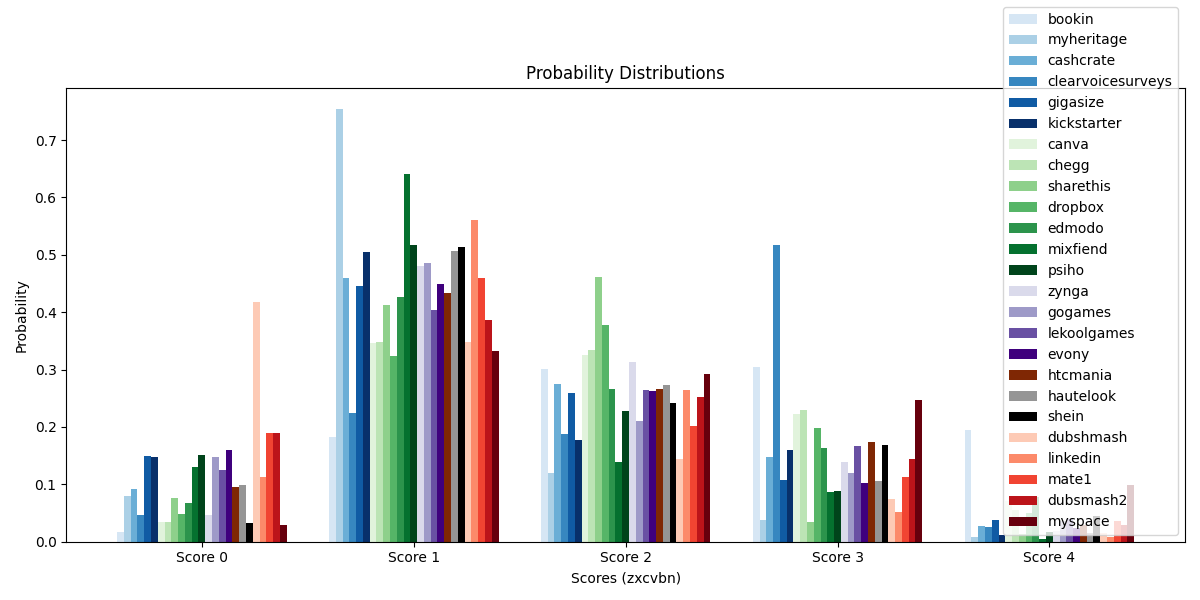 Probability Distributions
Probability
0.7
0.6
0.5
0.4
0.3
0.2
0.1
0.0
Score 0
Score 1
Score 2
Score 3
Score 4
Scores (zxcvbn)
bookin
myheritage
cashcrate
clearvoicesurveys
gigasize
kickstarter
canva
chegg
sharethis
dropbox
edmodo
mixfiend
psiho
zynga
gogames
lekoolgames
evony
htcmania
hautelook
shein
dubshmash
linkedin
mate1
dubsmash2
myspace